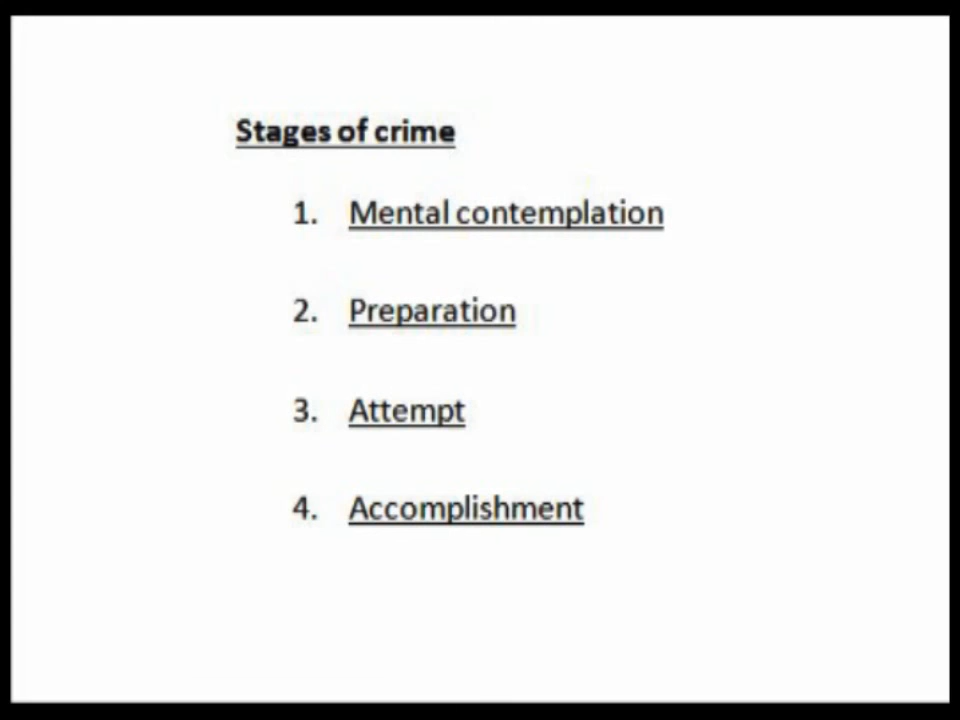 Stages of crime
1. Mental contemplation
2. Preparation
3. Attempt
4. Accomplishment